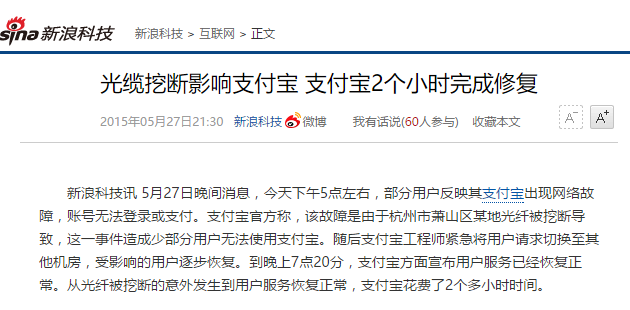 sina 新浪科技 新浪科技 > 互联网 > 正文
光缆挖断影响支付宝 支付宝2个小时完成修复
2015年05月27日21:30 新浪科技 微博 我有话说(60人参与) 收藏本文 A- A+
新浪科技讯 5月27日晚间消息，今天下午5点左右，部分用户反映其支付宝出现网络故
障，账号无法登录或支付。支付宝官方称，该故障是由于杭州市萧山区某地光纤被挖断导
致，这一事件造成少部分用户无法使用支付宝。随后支付宝工程师紧急将用户请求切换至其
他机房，受影响的用户逐步恢复。到晚上7点20分，支付宝方面宣布用户服务已经恢复正
常。从光纤被挖断的意外发生到用户服务恢复正常，支付宝花费了2个多小时时间。